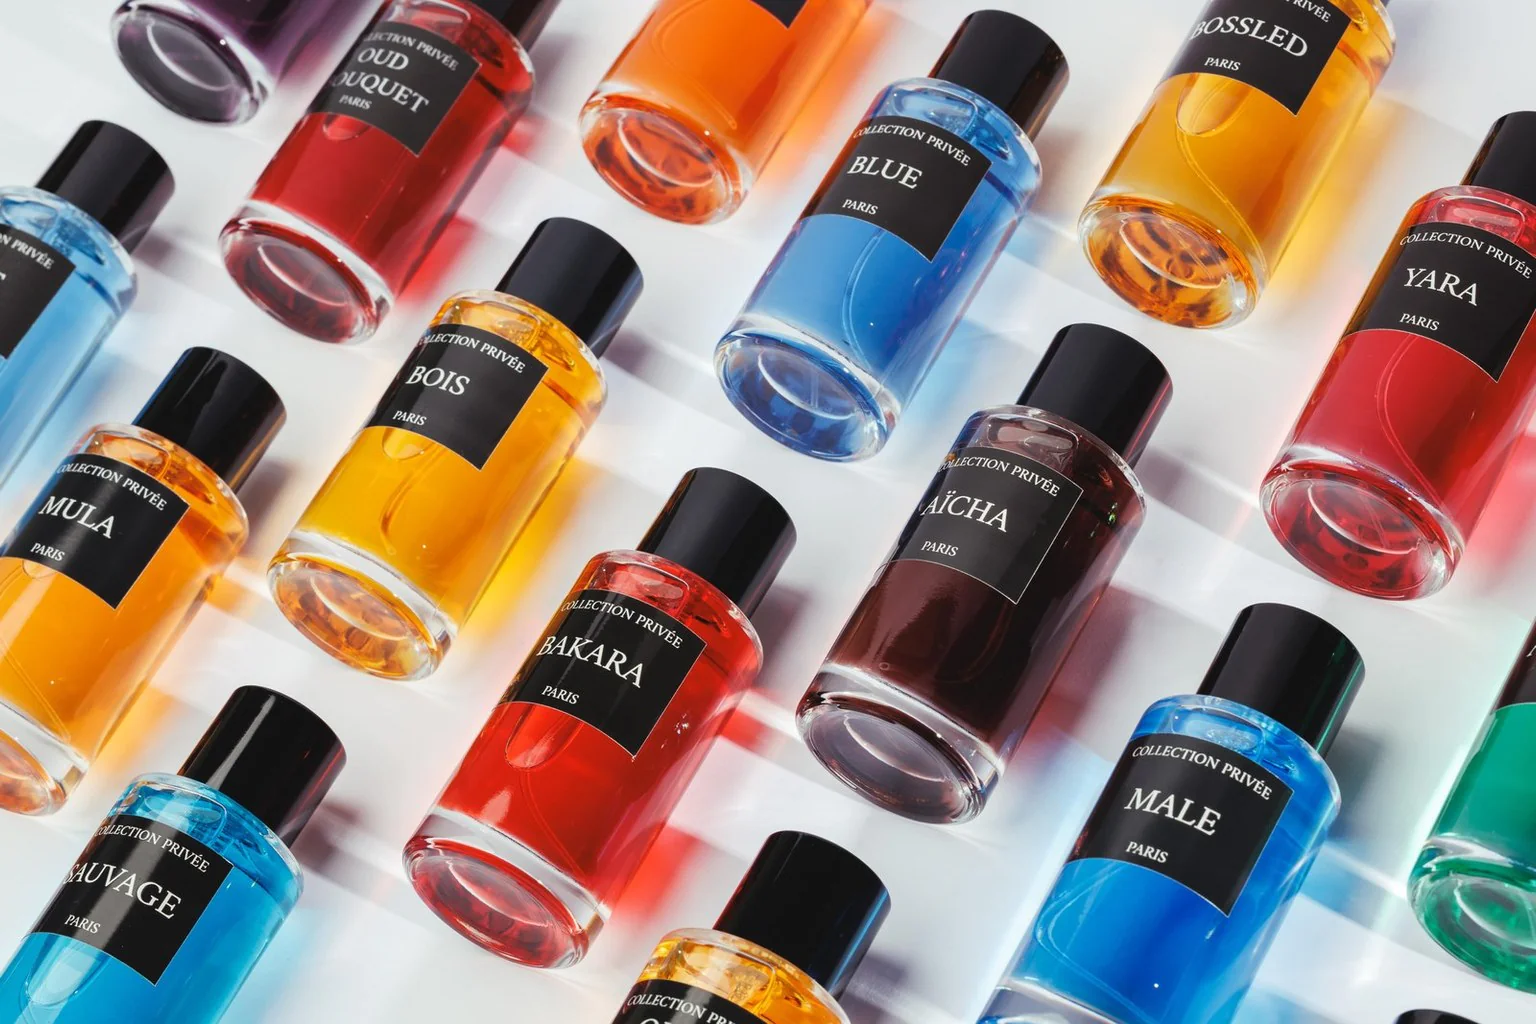 OUD
PARIS
COLLECTION PRIVÉE
BLUE
PARIS
PRIVÉE
BOSSLED
PARIS
COLLECTION PRIVÉE
YARA
PARIS
PRIVÉE
COLLECTION PRIVÉE
BOIS
PARIS
COLLECTION PRIVÉE
AÏCHA
PARIS
COLLECTION PRIVÉE
MULA
PARIS
COLLECTION PRIVÉE
BAKARA
PARIS
COLLECTION PRIVÉE
MALE
PARIS
COLLECTION PRIVÉE
SAUVAGE
PARIS
COLLECTION